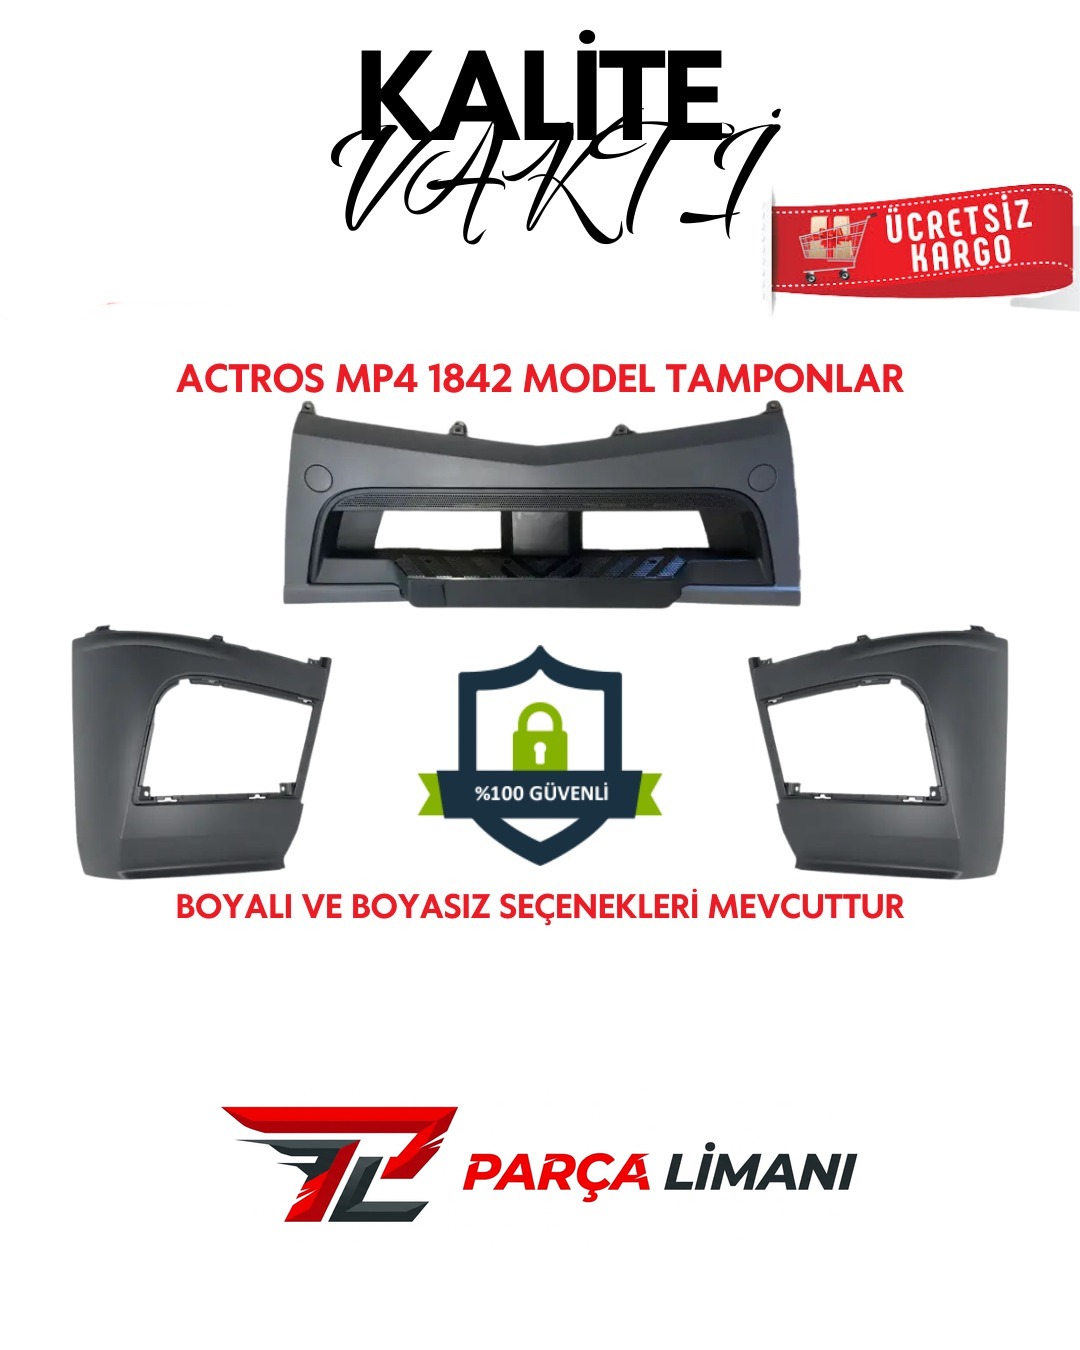 KALİTE
VAKTİ
ÜCRETSİZ
KARGO
ACTROS MP4 1842 MODEL TAMPONLAR
%100 GÜVENLİ
BOYALI VE BOYASIZ SEÇENEKLERİ MEVCUTTUR
PARÇA LİMANI